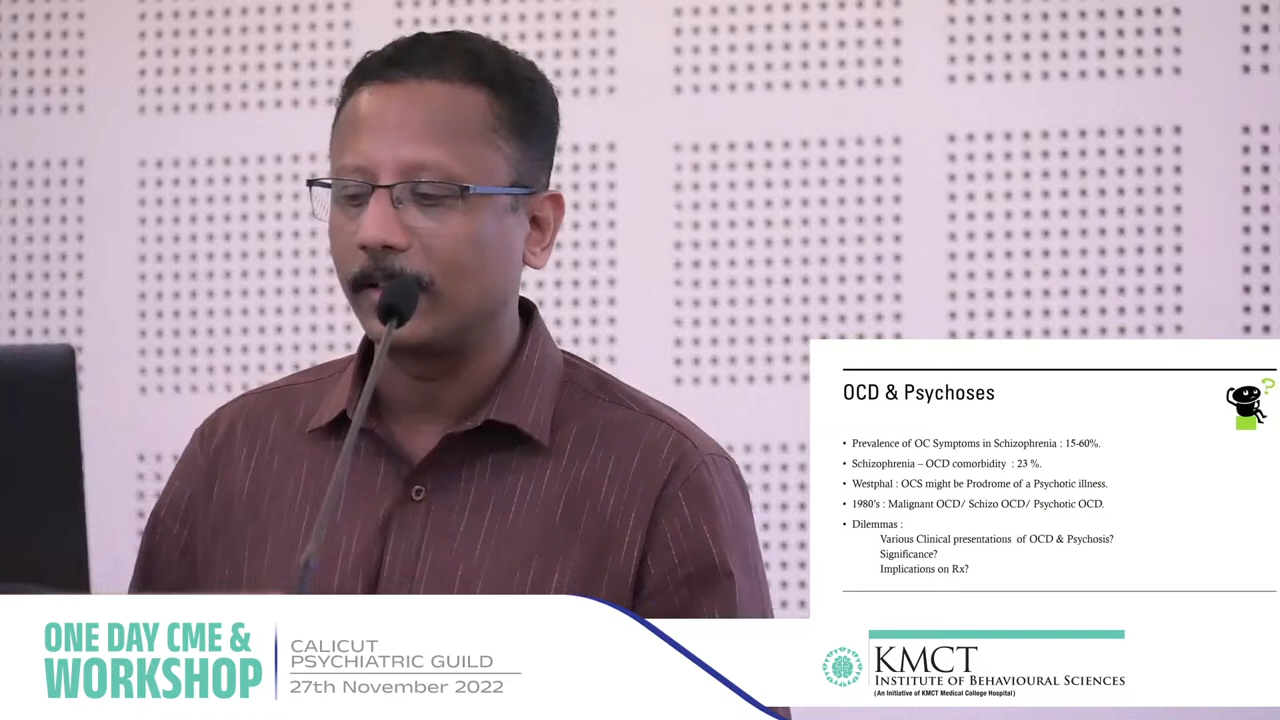 OCD & Psychoses
• Prevalence of OC Symptoms in Schizophrenia : 15-60%.
• Schizophrenia – OCD comorbidity : 23 %.
• Westphal : OCS might be Prodrome of a Psychotic illness.
• 1980's : Malignant OCD/ Schizo OCD/ Psychotic OCD.
• Dilemmas :
Various Clinical presentations of OCD & Psychosis?
Significance?
Implications on Rx?
ONE DAY CME &
WORKSHOP
CALICUT
PSYCHIATRIC GUILD
27th November 2022
KMCT
INSTITUTE OF BEHAVIOURAL SCIENCES
(An Initiative of KMCT Medical College Hospital)